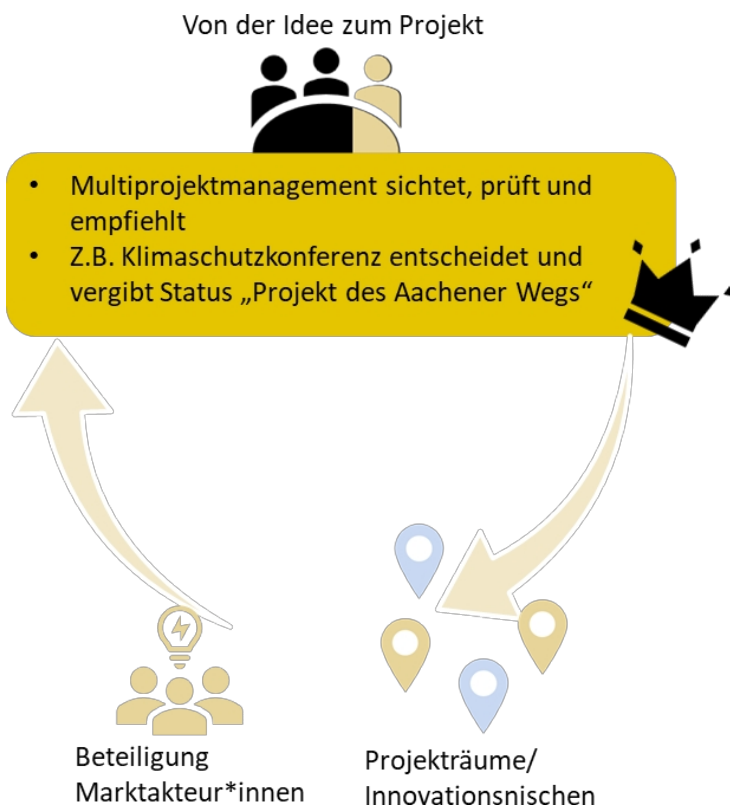 Von der Idee zum Projekt
• Multiprojektmanagement sichtet, prüft und
empfiehlt
• Z.B. Klimaschutzkonferenz entscheidet und
vergibt Status „Projekt des Aachener Wegs“
Beteiligung
Marktakteur*innen
Projekträume/
Innovationsnischen